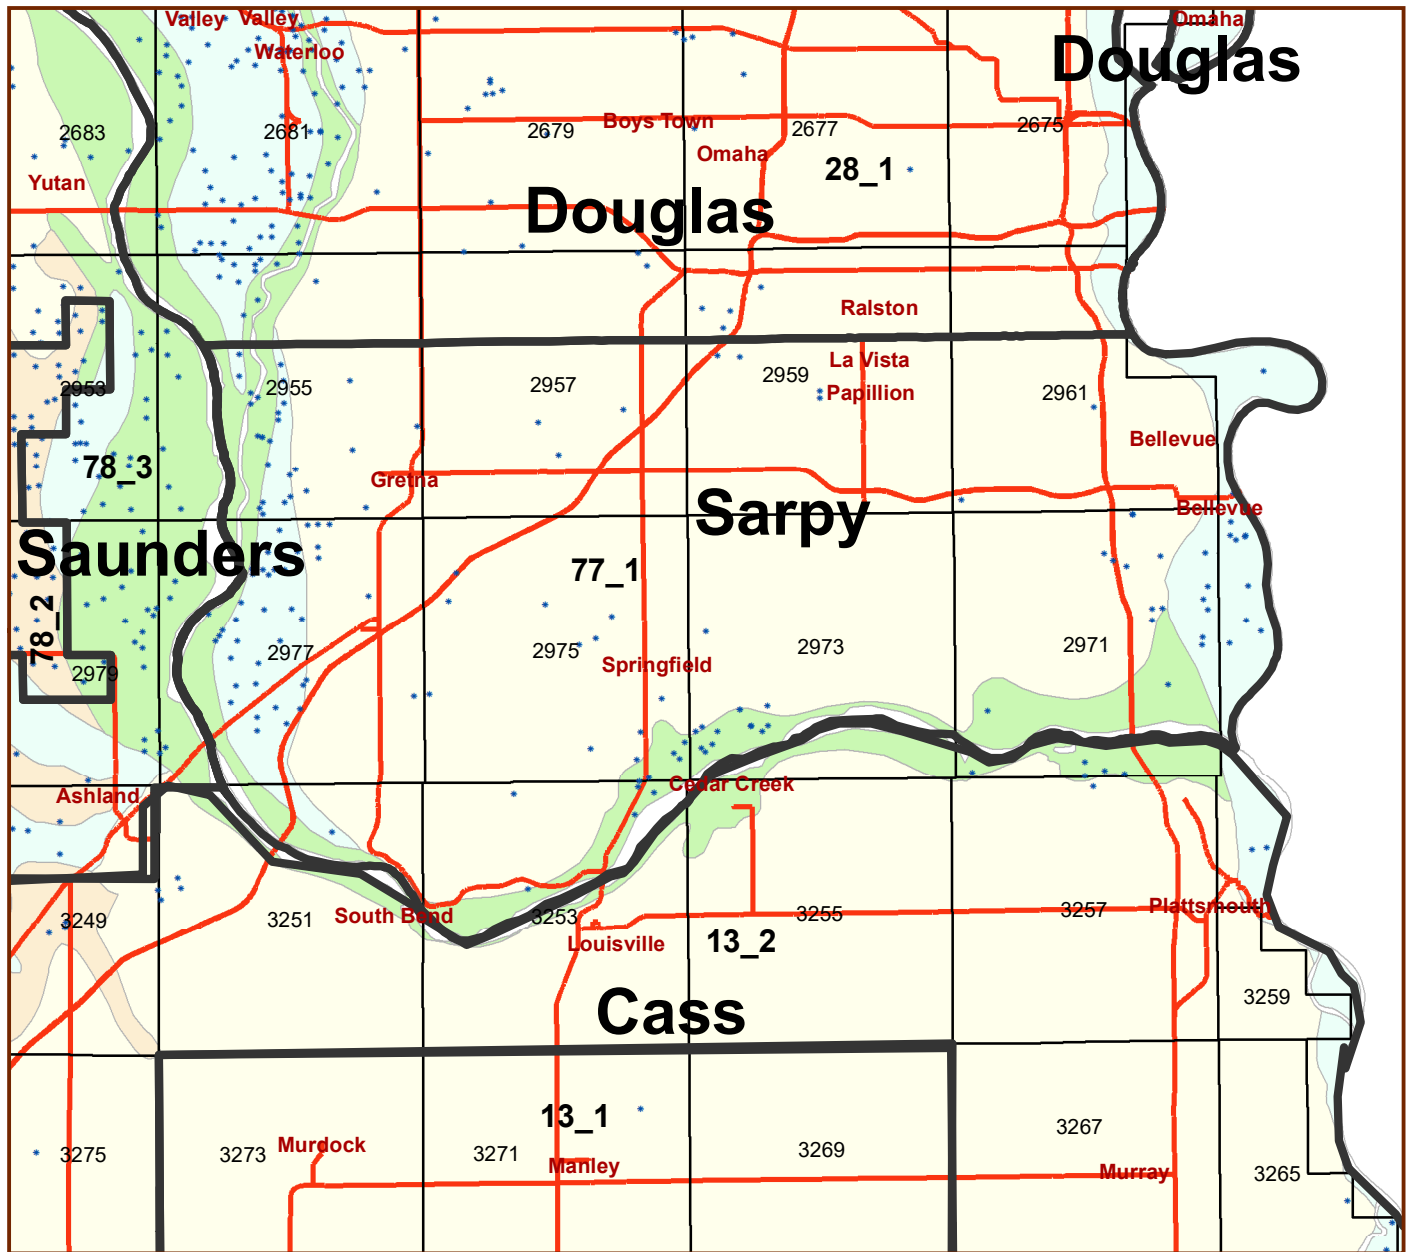 Valley Valley Omaha
Waterloo
Douglas
2683 2681 2679 Boys Town 2677 2675
Omaha
28_1
Yutan
Douglas
Ralston
La Vista
2953 2955 2957 2959 Papillion 2961
Bellevue
78_3
Gretna
Sarpy
Bellevue
Saunders
77_1
78_2
2979 2977 2975 2973 2971
Springfield
Cedar Creek
Ashland
3249 3251 South Bend 3253 3255 3257 Plattsmouth
Louisville 13_2
Cass
3259
13_1
3275 3273 Murdock 3271 3269 3267
Manley Murray 3265